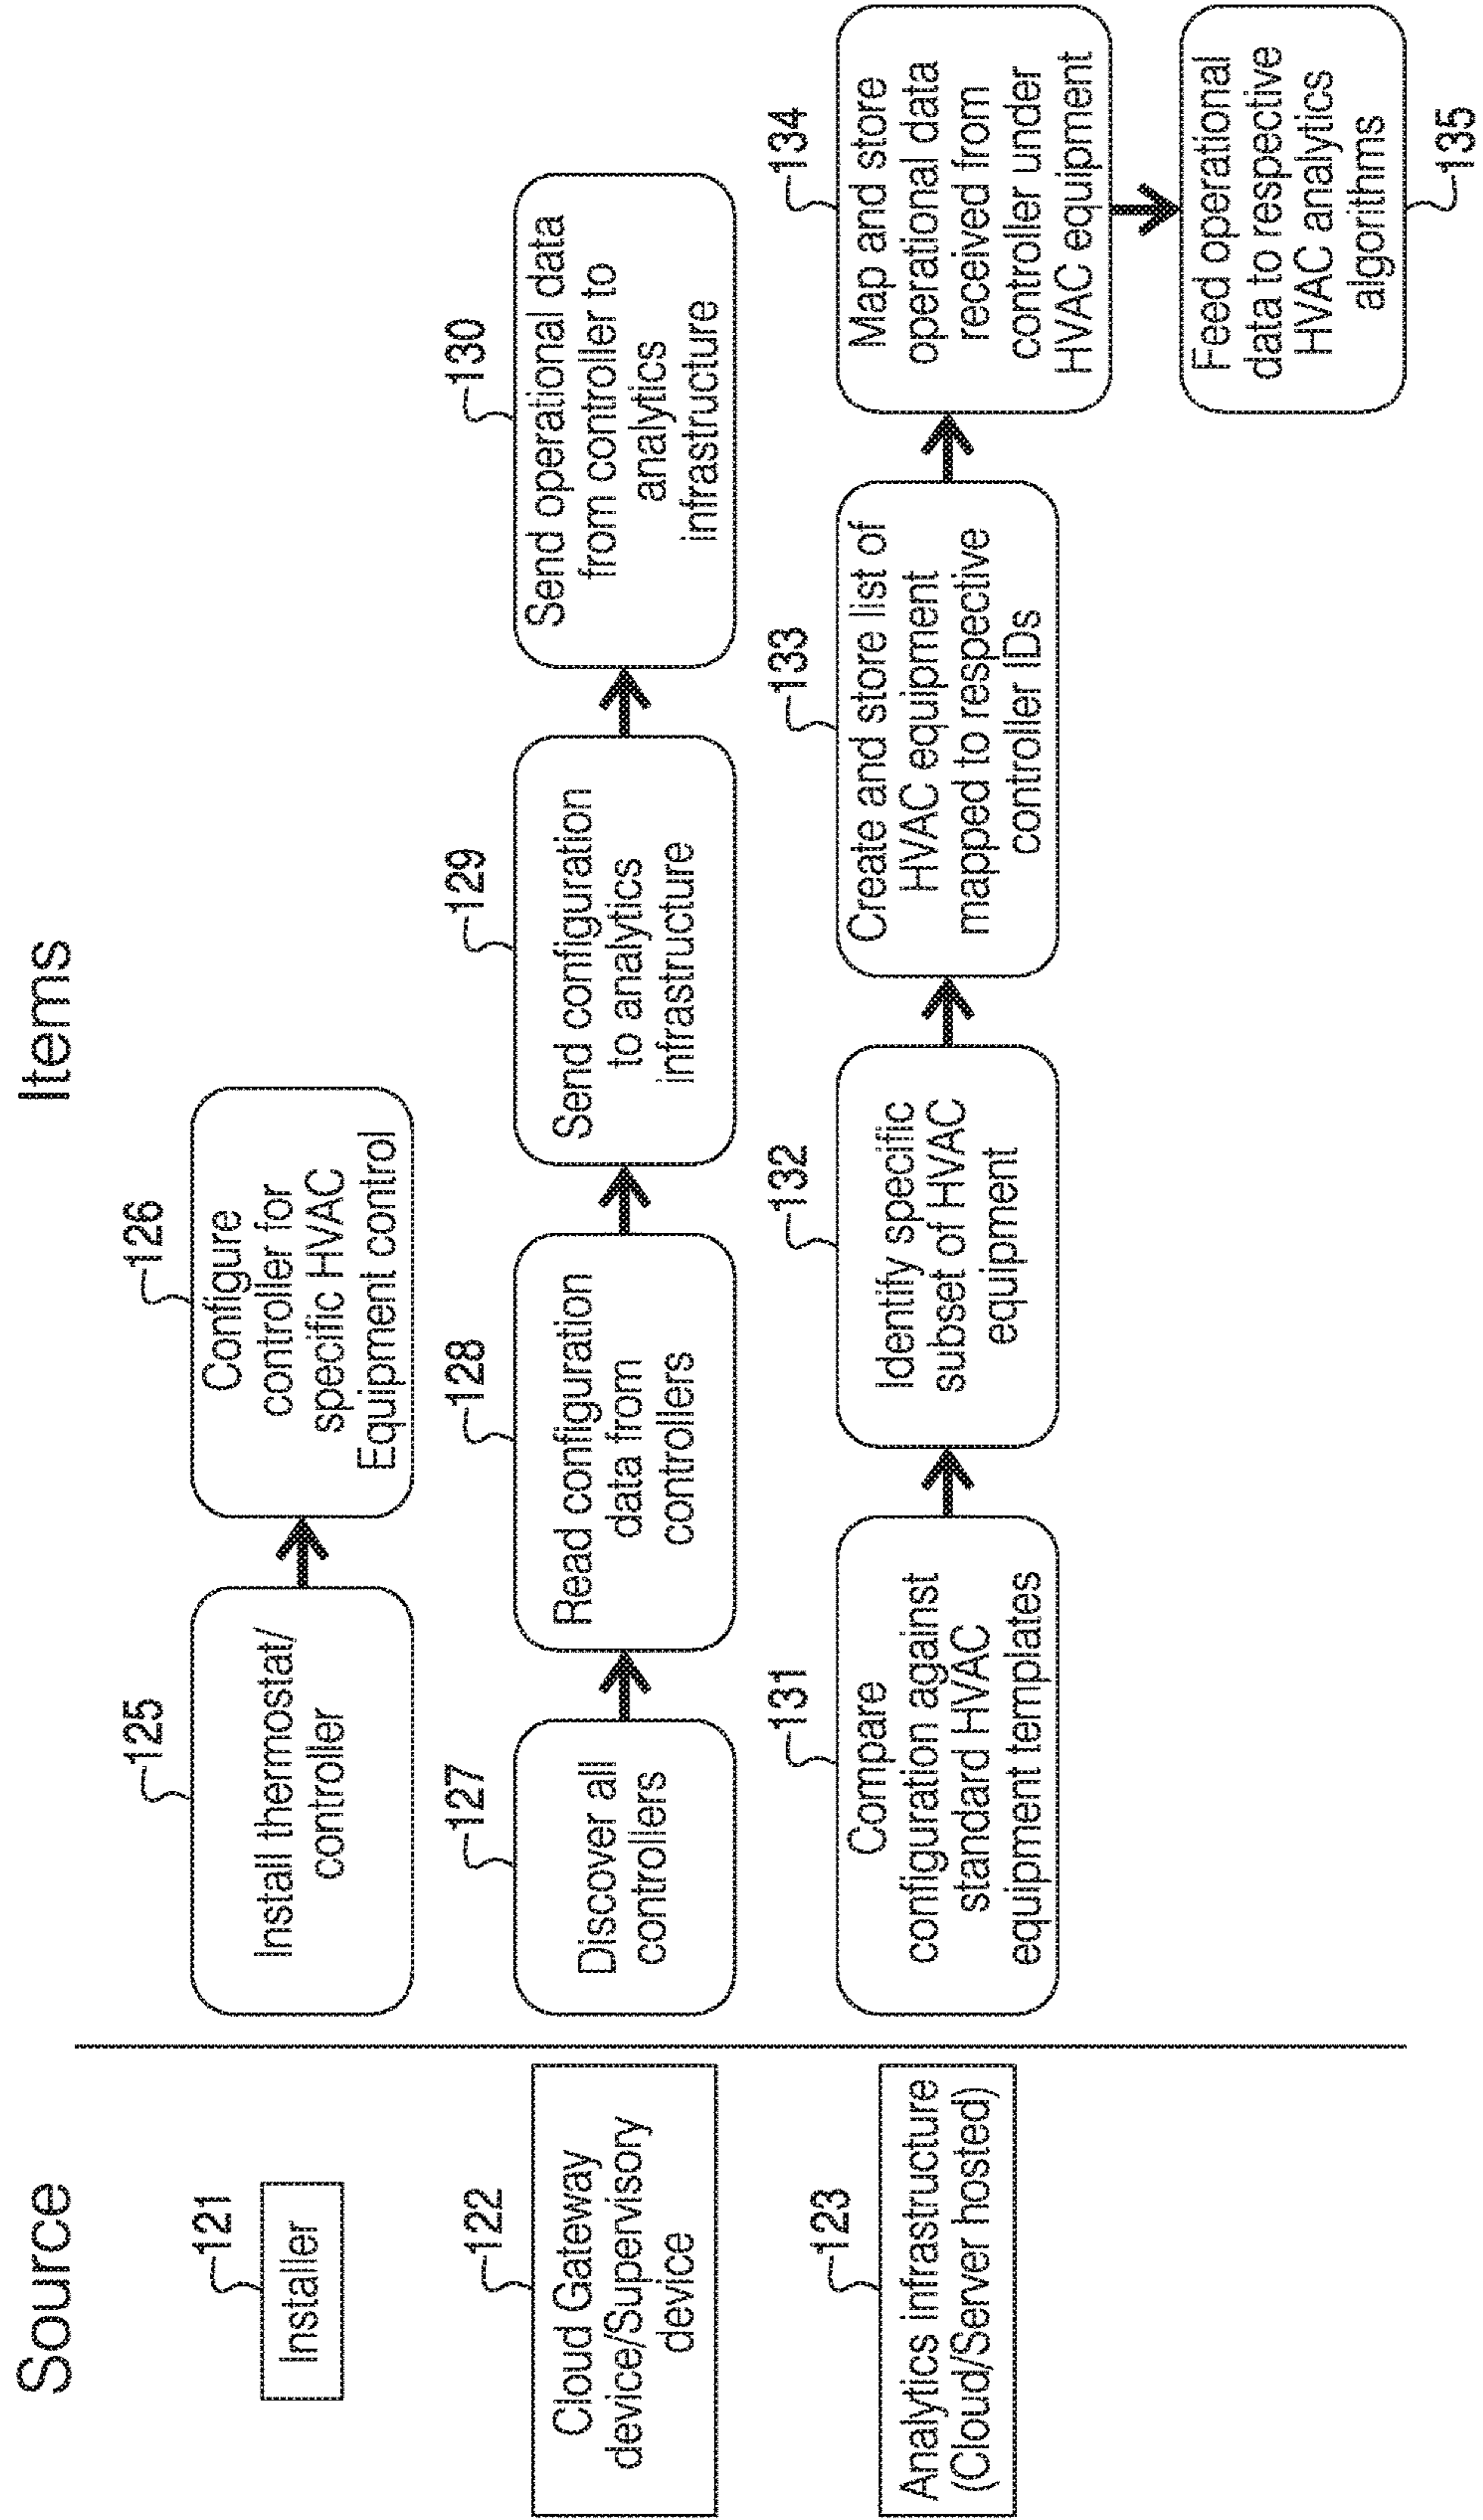 Source
Items
121
Installer
125
Install thermostat/
controller
126
Configure
controller for
specific HVAC
Equipment control
122
Cloud Gateway
device/Supervisory
device
127
Discover all
controllers
128
Read configuration
data from
controllers
129
Send configuration
to analytics
infrastructure
130
Send operational data
from controller to
analytics
infrastructure
123
Analytics infrastructure
(Cloud/Server hosted)
131
Compare
configuration against
standard HVAC
equipment templates
132
Identify specific
subset of HVAC
equipment
133
Create and store list of
HVAC equipment
mapped to respective
controller IDs
134
Map and store
operational data
received from
controller under
HVAC equipment
Feed operational
data to respective
HVAC analytics
algorithms
135